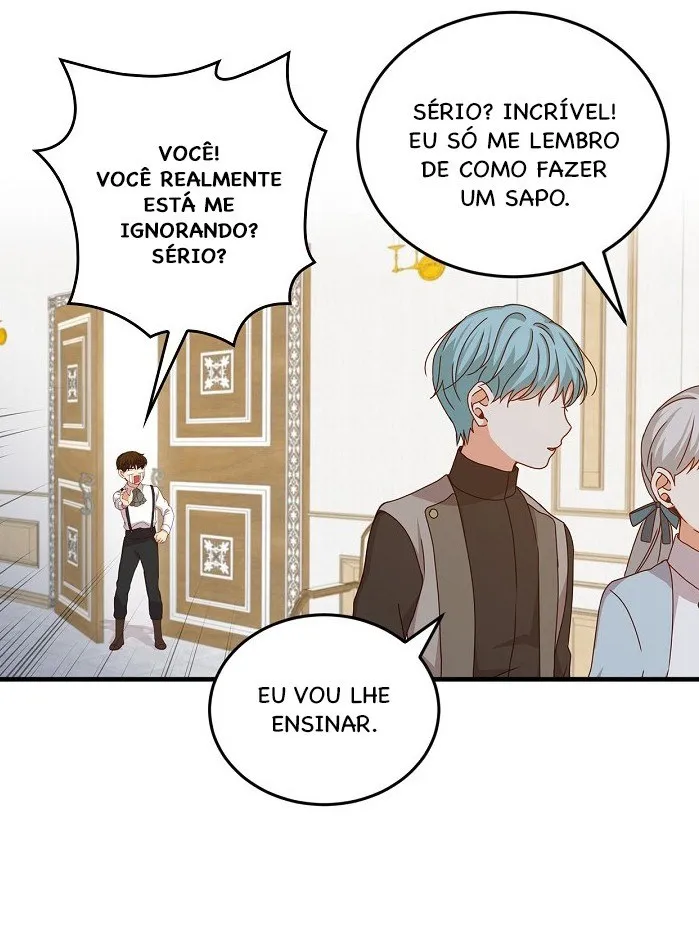 VOCÊ!
VOCÊ REALMENTE
ESTÁ ME
IGNORANDO?
SÉRIO?
SÉRIO? INCRÍVEL!
EU SÓ ME LEMBRO
DE COMO FAZER
UM SAPO.
EU VOU LHE
ENSINAR.